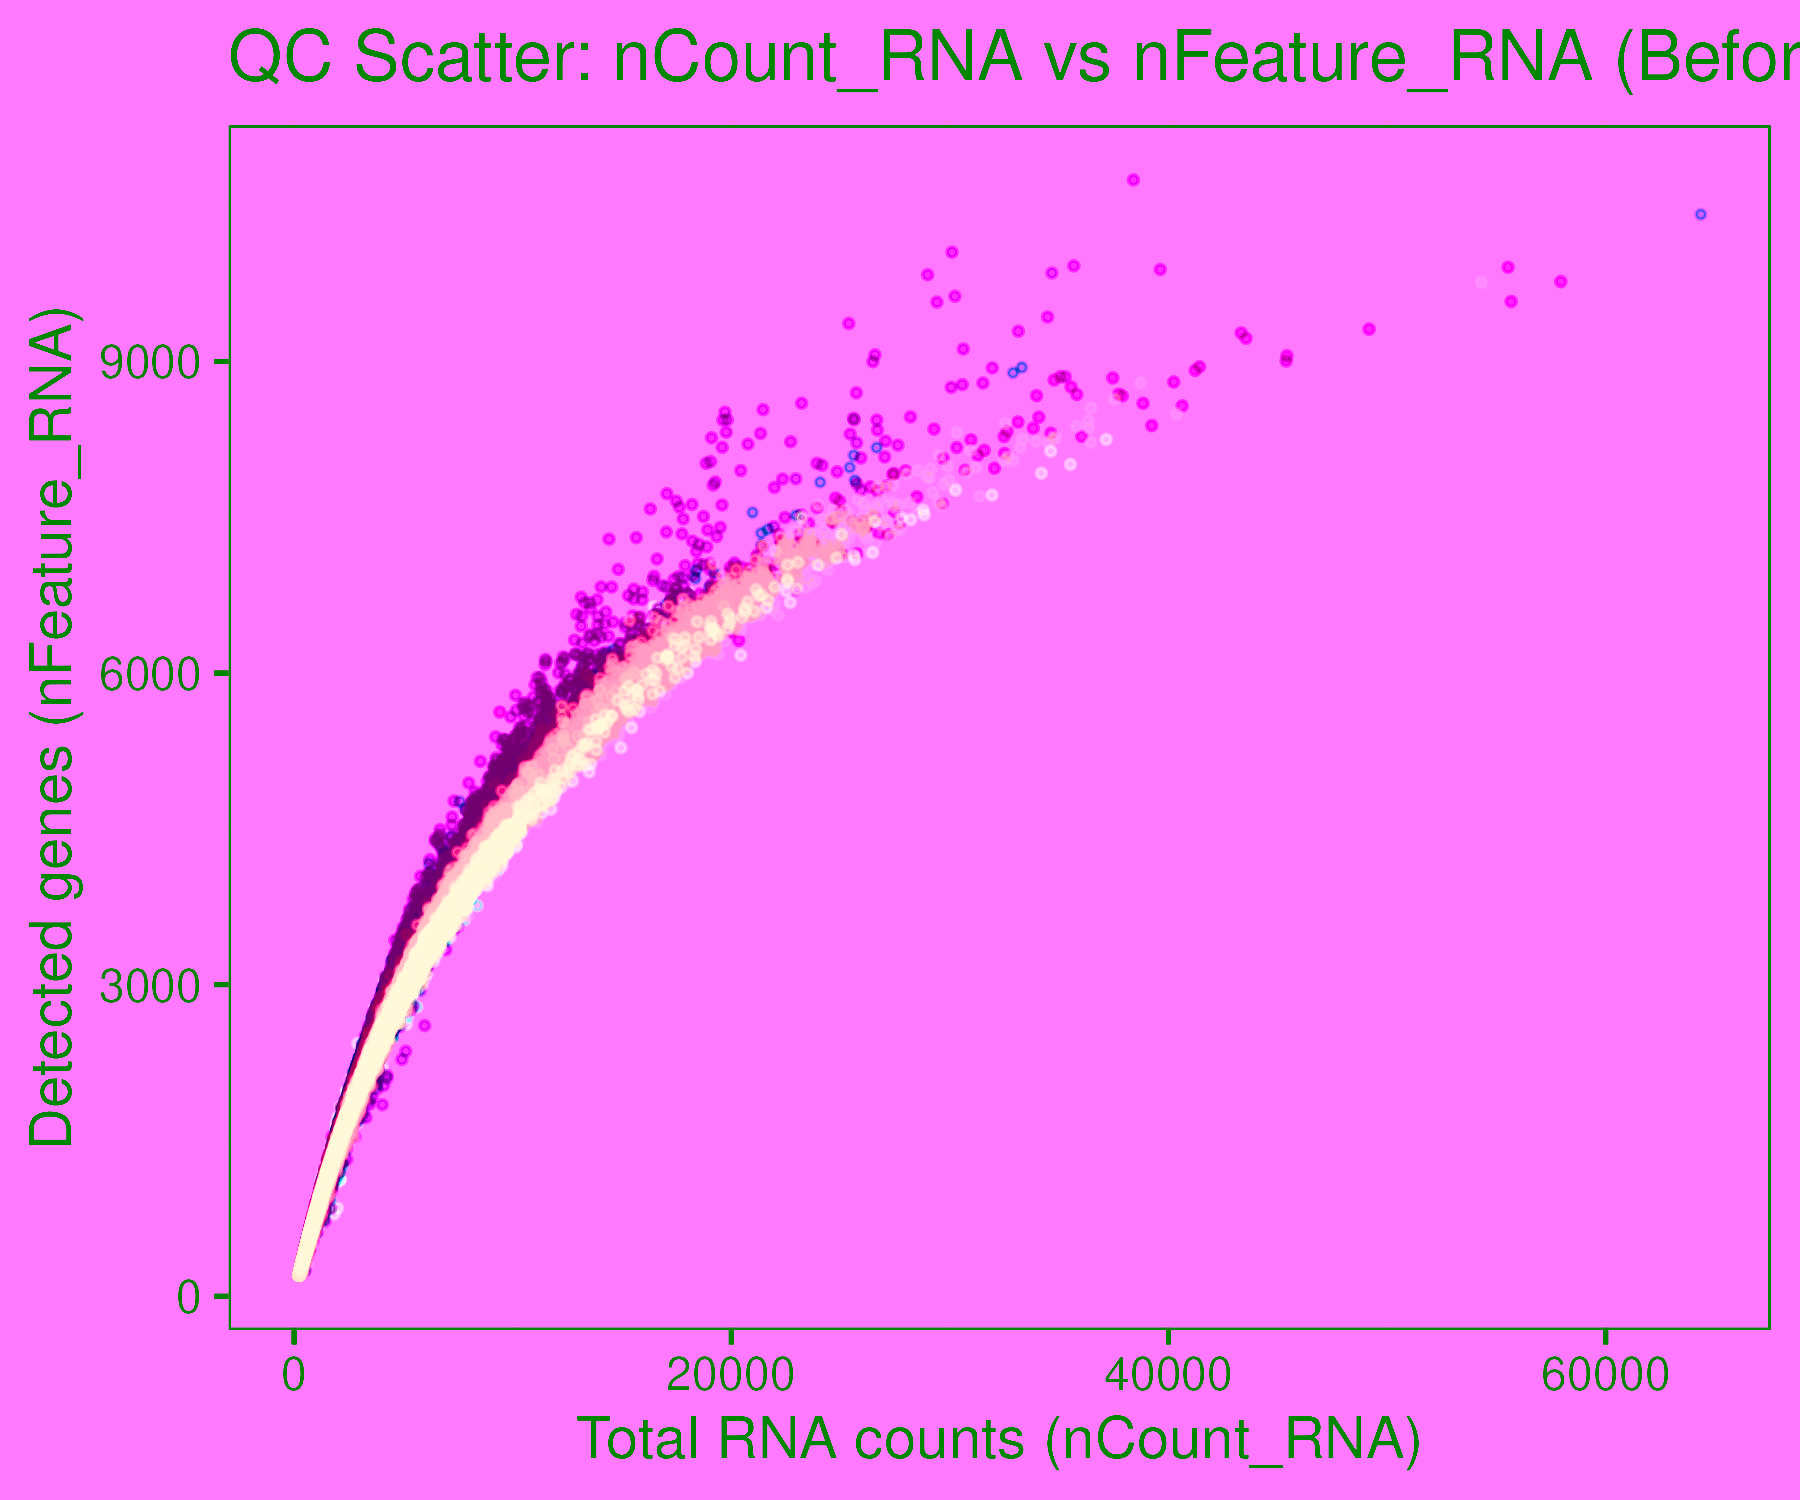 QC Scatter: nCount_RNA vs nFeature_RNA (Befor
Detected genes (nFeature_RNA)
9000
6000
3000
0
0 20000 40000 60000
Total RNA counts (nCount_RNA)